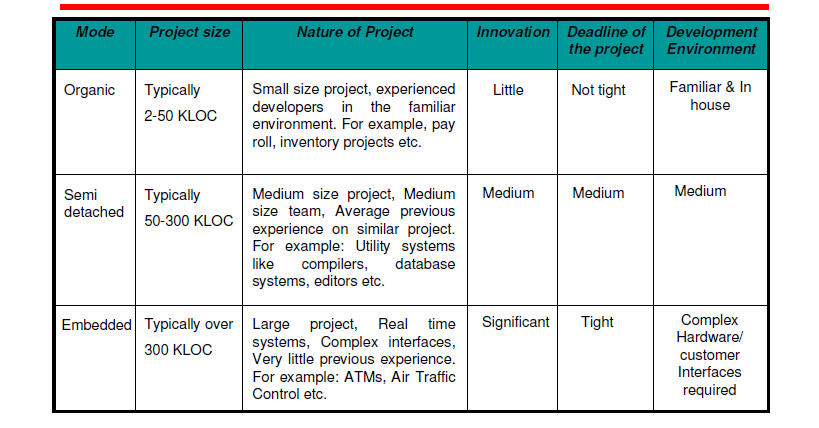 Mode Project size Nature of Project Innovation Deadline of the project Development Environment
Organic
Typically
2-50 KLOC
Small size project, experienced
developers in the familiar
environment. For example, pay
roll, inventory projects etc.
Little
Not tight
Familiar & In
house
Semi
detached
Typically
50-300 KLOC
Medium size project, Medium
size team, Average previous
experience on similar project.
For example: Utility systems
like compilers, database
systems, editors etc.
Medium
Medium
Medium
Embedded
Typically over
300 KLOC
Large project, Real time
systems, Complex interfaces,
Very little previous experience.
For example: ATMs, Air Traffic
Control etc.
Significant
Tight
Complex
Hardware/
customer
Interfaces
required